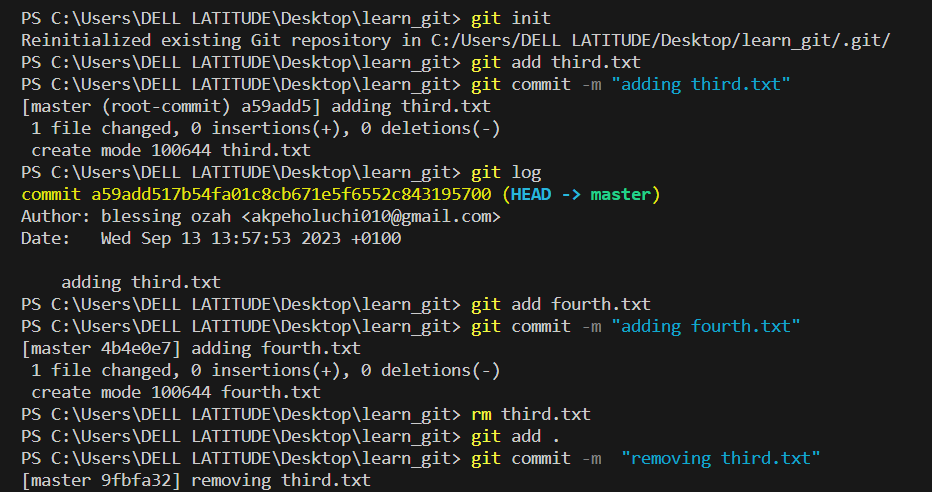 PS C:\Users\DELL LATITUDE\Desktop\learn_git> git init
Reinitialized existing Git repository in C:/Users/DELL LATITUDE/Desktop/learn_git/.git/
PS C:\Users\DELL LATITUDE\Desktop\learn_git> git add third.txt
PS C:\Users\DELL LATITUDE\Desktop\learn_git> git commit -m "adding third.txt"
[master (root-commit) a59add5] adding third.txt
 1 file changed, 0 insertions(+), 0 deletions(-)
 create mode 100644 third.txt
PS C:\Users\DELL LATITUDE\Desktop\learn_git> git log
commit a59add517b54fa01c8cb671e5f6552c843195700 (HEAD -> master)
Author: blessing ozah <akpeholuchi010@gmail.com>
Date:   Wed Sep 13 13:57:53 2023 +0100

    adding third.txt
PS C:\Users\DELL LATITUDE\Desktop\learn_git> git add fourth.txt
PS C:\Users\DELL LATITUDE\Desktop\learn_git> git commit -m "adding fourth.txt"
[master 4b4e0e7] adding fourth.txt
 1 file changed, 0 insertions(+), 0 deletions(-)
 create mode 100644 fourth.txt
PS C:\Users\DELL LATITUDE\Desktop\learn_git> rm third.txt
PS C:\Users\DELL LATITUDE\Desktop\learn_git> git add .
PS C:\Users\DELL LATITUDE\Desktop\learn_git> git commit -m  "removing third.txt"
[master 9fbfa32] removing third.txt